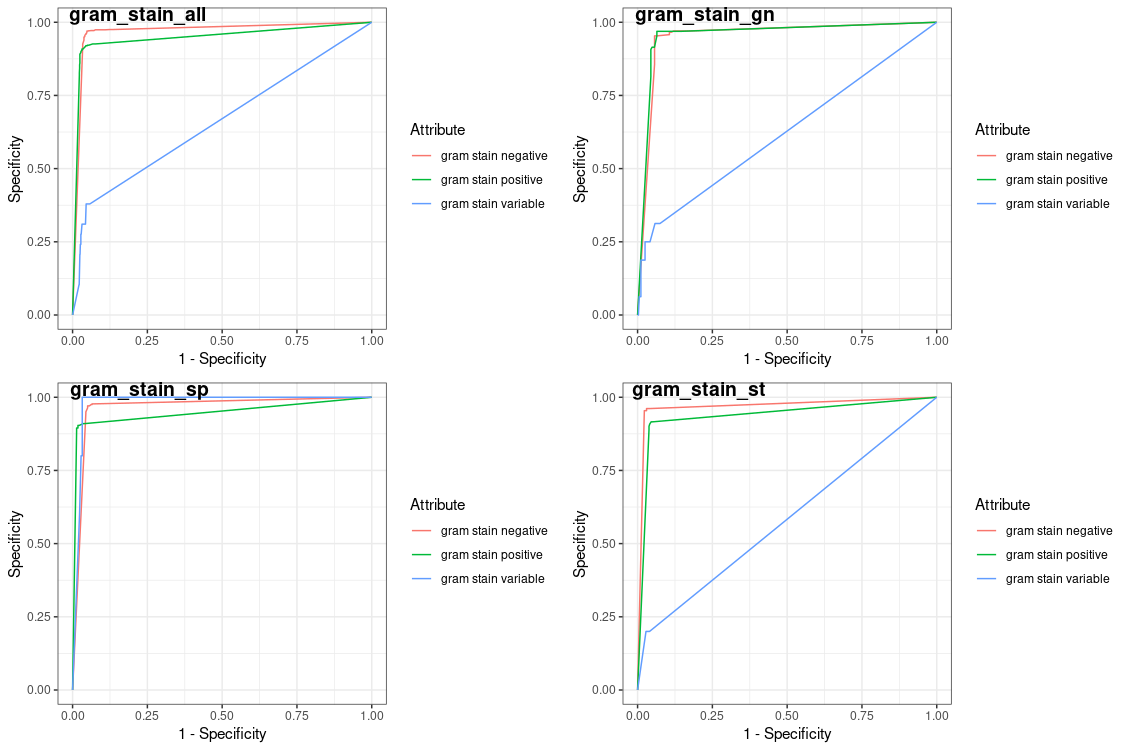 gram_stain_all
1.00
0.75
0.50
0.25
0.00
Specificity
0.00 0.25 0.50 0.75 1.00
1 - Specificity
Attribute
gram stain negative
gram stain positive
gram stain variable
gram_stain_gn
1.00
0.75
0.50
0.25
0.00
Specificity
0.00 0.25 0.50 0.75 1.00
1 - Specificity
Attribute
gram stain negative
gram stain positive
gram stain variable
gram_stain_sp
1.00
0.75
0.50
0.25
0.00
Specificity
0.00 0.25 0.50 0.75 1.00
1 - Specificity
Attribute
gram stain negative
gram stain positive
gram stain variable
gram_stain_st
1.00
0.75
0.50
0.25
0.00
Specificity
0.00 0.25 0.50 0.75 1.00
1 - Specificity
Attribute
gram stain negative
gram stain positive
gram stain variable